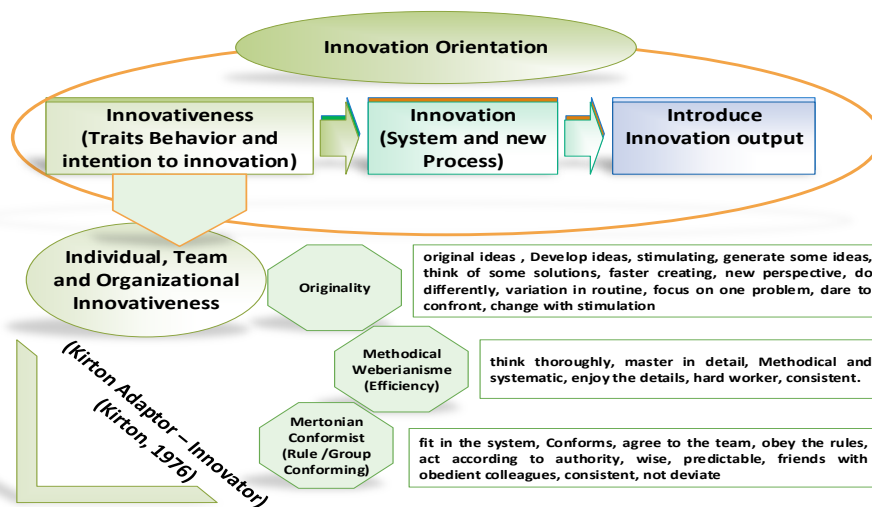 Innovation Orientation
Innovativeness
(Traits Behavior and
intention to innovation)
Innovation
(System and new
Process)
Introduce
Innovation output
Individual, Team
and Organizational
Innovativeness
Originality
original ideas , Develop ideas, stimulating, generate some ideas,
think of some solutions, faster creating, new perspective, do
differently, variation in routine, focus on one problem, dare to
confront, change with stimulation
Methodical
Weberianisme
(Efficiency)
think thoroughly, master in detail, Methodical and
systematic, enjoy the details, hard worker, consistent.
Mertonian
Conformist
(Rule /Group
Conforming)
fit in the system, Conforms, agree to the team, obey the rules,
act according to authority, wise, predictable, friends with
obedient colleagues, consistent, not deviate
(Kirton Adaptor – Innovator)
(Kirton, 1976)